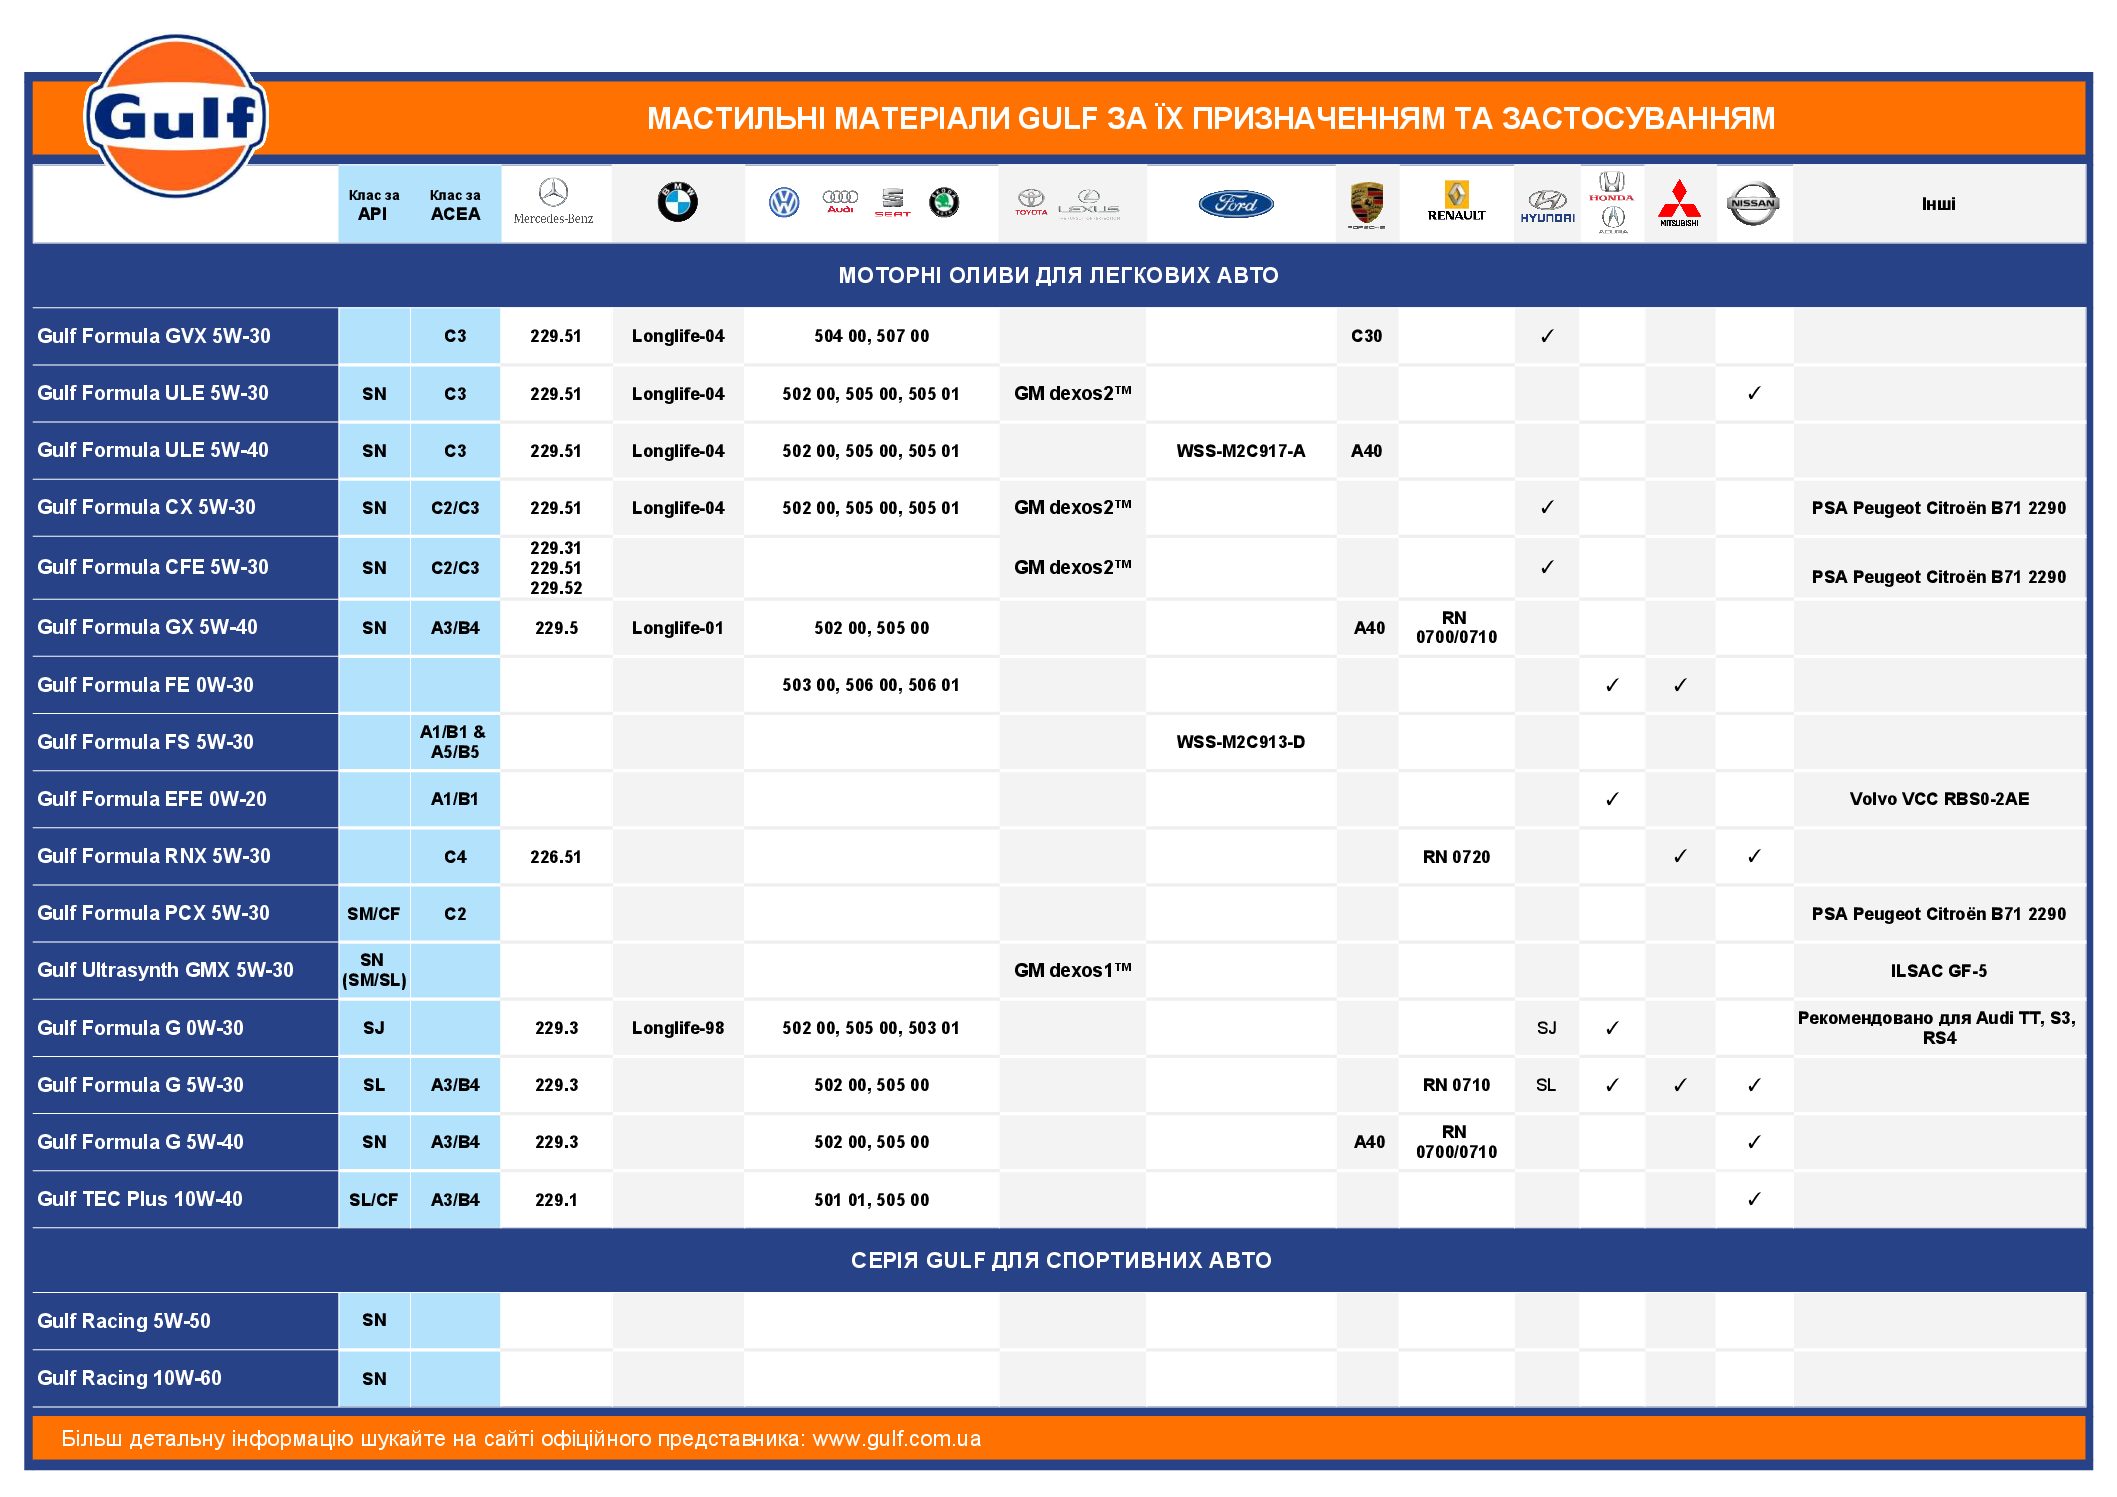 Gulf
МАСТИЛЬНІ МАТЕРІАЛИ GULF ЗА ЇХ ПРИЗНАЧЕННЯМ ТА ЗАСТОСУВАННЯМ
Клас за API Клас за ACEA Mercedes-Benz BMW Audi SEAT TOYOTA LEXUS Ford PORSCHE RENAULT HYUNDAI HONDA ACURA MITSUBISHI NISSAN Інші
МОТОРНІ ОЛИВИ ДЛЯ ЛЕГКОВИХ АВТО
Gulf Formula GVX 5W-30 C3 229.51 Longlife-04 504 00, 507 00 C30 ✓
Gulf Formula ULE 5W-30 SN C3 229.51 Longlife-04 502 00, 505 00, 505 01 GM dexos2™ ✓
Gulf Formula ULE 5W-40 SN C3 229.51 Longlife-04 502 00, 505 00, 505 01 WSS-M2C917-A A40
Gulf Formula CX 5W-30 SN C2/C3 229.51 Longlife-04 502 00, 505 00, 505 01 GM dexos2™ ✓ PSA Peugeot Citroën B71 2290
Gulf Formula CFE 5W-30 SN C2/C3 229.31 229.51 229.52 GM dexos2™ ✓ PSA Peugeot Citroën B71 2290
Gulf Formula GX 5W-40 SN A3/B4 229.5 Longlife-01 502 00, 505 00 A40 RN 0700/0710
Gulf Formula FE 0W-30 503 00, 506 00, 506 01 ✓ ✓
Gulf Formula FS 5W-30 A1/B1 & A5/B5 WSS-M2C913-D
Gulf Formula EFE 0W-20 A1/B1 ✓ Volvo VCC RBS0-2AE
Gulf Formula RNX 5W-30 C4 226.51 RN 0720 ✓ ✓
Gulf Formula PCX 5W-30 SM/CF C2 PSA Peugeot Citroën B71 2290
Gulf Ultrasynth GMX 5W-30 SN (SM/SL) GM dexos1™ ILSAC GF-5
Gulf Formula G 0W-30 SJ 229.3 Longlife-98 502 00, 505 00, 503 01 SJ ✓ Рекомендовано для Audi TT, S3, RS4
Gulf Formula G 5W-30 SL A3/B4 229.3 502 00, 505 00 RN 0710 SL ✓ ✓ ✓
Gulf Formula G 5W-40 SN A3/B4 229.3 502 00, 505 00 A40 RN 0700/0710 ✓
Gulf TEC Plus 10W-40 SL/CF A3/B4 229.1 501 01, 505 00 ✓
СЕРІЯ GULF ДЛЯ СПОРТИВНИХ АВТО
Gulf Racing 5W-50 SN
Gulf Racing 10W-60 SN
Більш детальну інформацію шукайте на сайті офіційного представника: www.gulf.com.ua